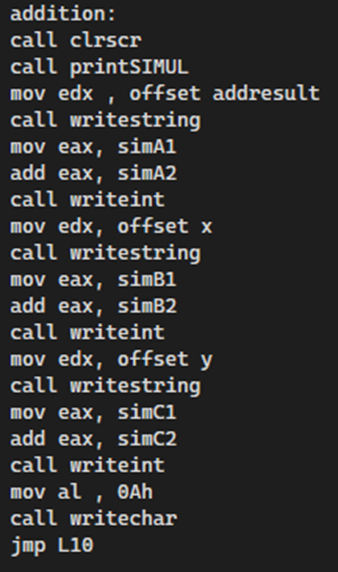 addition:
call clrscr
call printSIMUL
mov edx , offset addresult
call writestring
mov eax, simA1
add eax, simA2
call writeint
mov edx, offset x
call writestring
mov eax, simB1
add eax, simB2
call writeint
mov edx, offset y
call writestring
mov eax, simC1
add eax, simC2
call writeint
mov al , 0Ah
call writechar
jmp L10